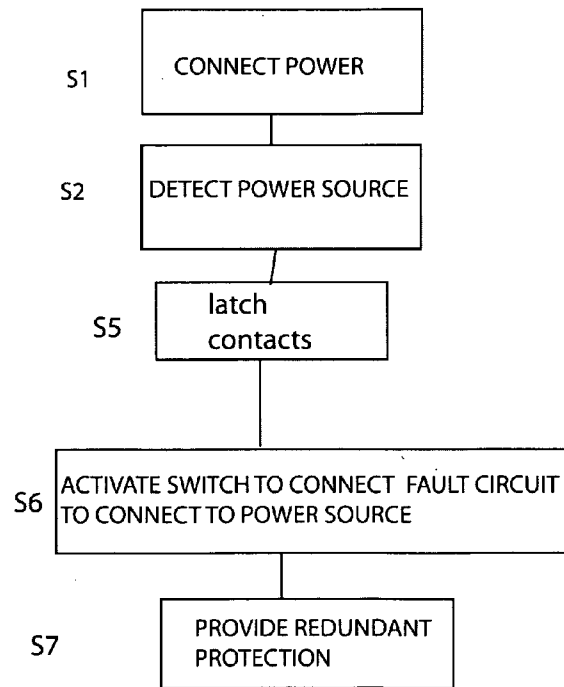 S1
CONNECT POWER
S2
DETECT POWER SOURCE
S5
latch
contacts
S6
ACTIVATE SWITCH TO CONNECT FAULT CIRCUIT
TO CONNECT TO POWER SOURCE
S7
PROVIDE REDUNDANT
PROTECTION